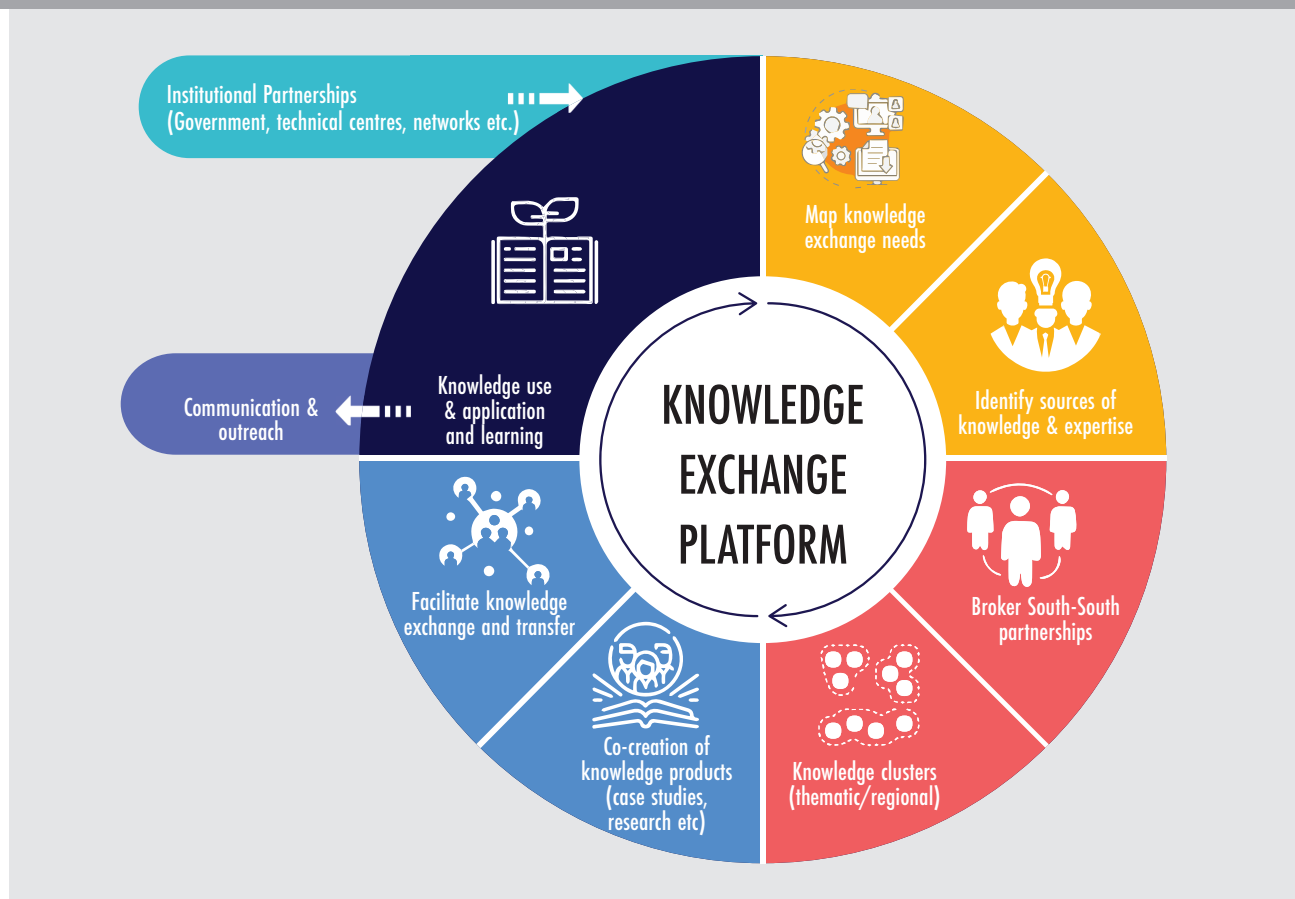 Institutional Partnerships
(Government, technical centres, networks etc.)
Map knowledge
exchange needs
Identify sources of
knowledge & expertise
Broker South-South
partnerships
Knowledge clusters
(thematic/regional)
Co-creation of
knowledge products
(case studies,
research etc)
Facilitate knowledge
exchange and transfer
Knowledge use
& application
and learning
Communication &
outreach
KNOWLEDGE
EXCHANGE
PLATFORM